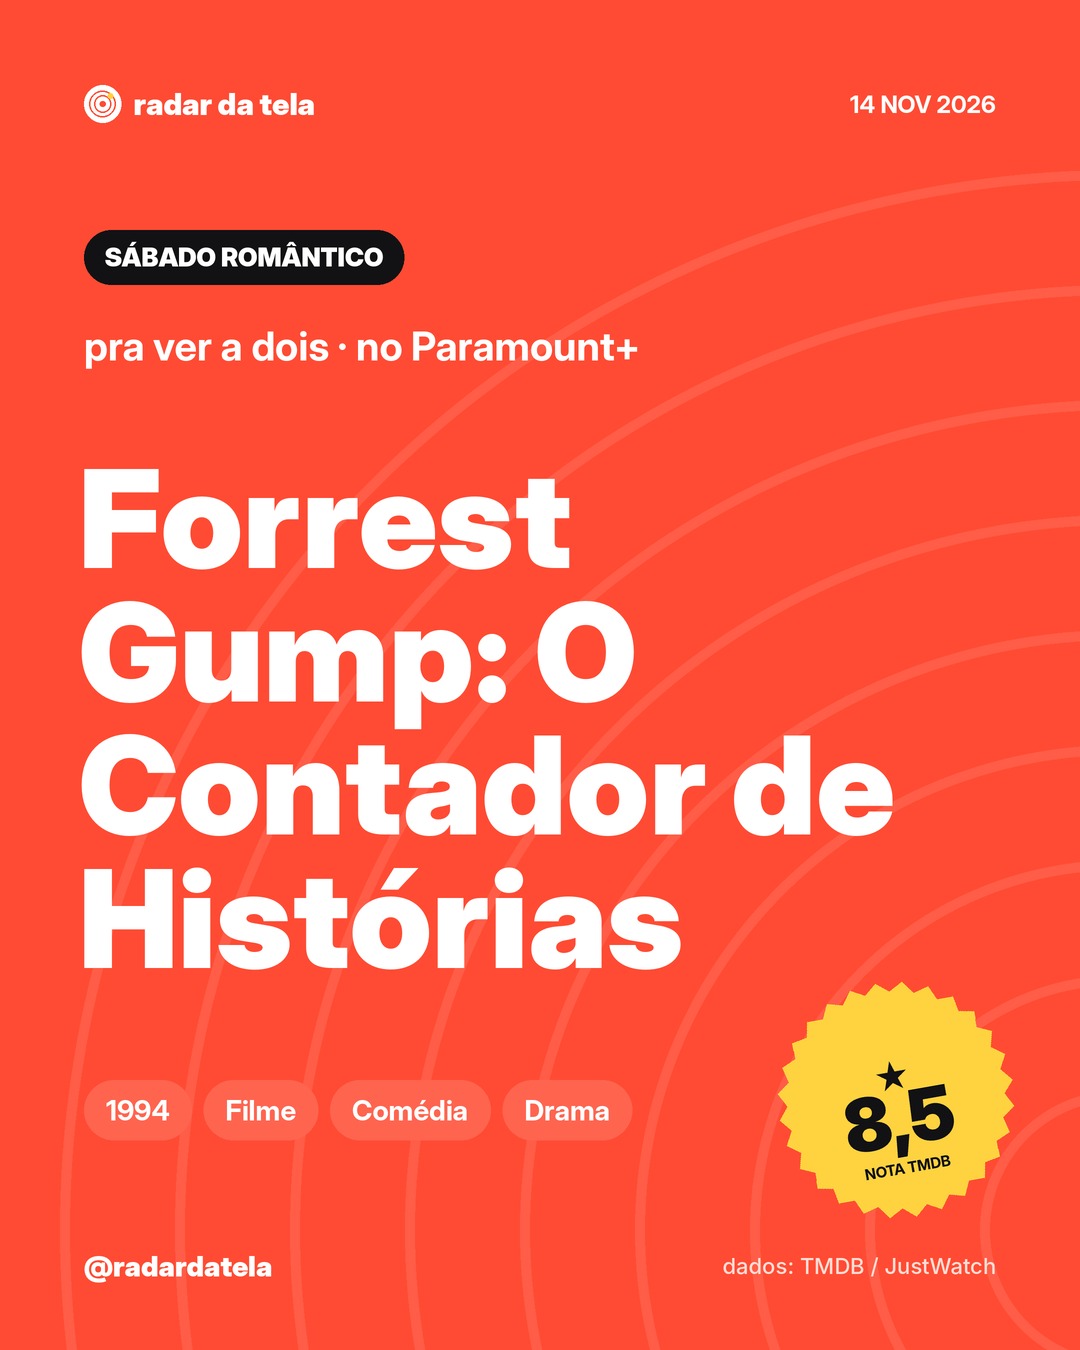 radar da tela
14 NOV 2026
SÁBADO ROMÂNTICO
pra ver a dois · no Paramount+
Forrest
Gump: O
Contador de
Histórias
1994
Filme
Comédia
Drama
★
8,5
NOTA TMDB
@radardatela
dados: TMDB / JustWatch